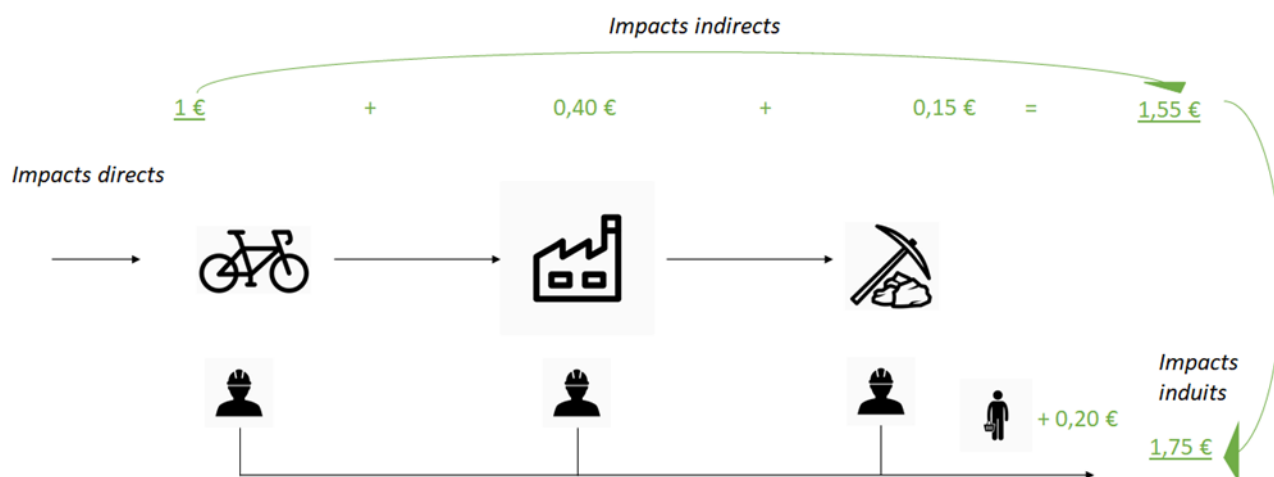 Impacts indirects
1 € + 0,40 € + 0,15 € = 1,55 €
Impacts directs
Impacts
induits
+ 0,20 €
1,75 €